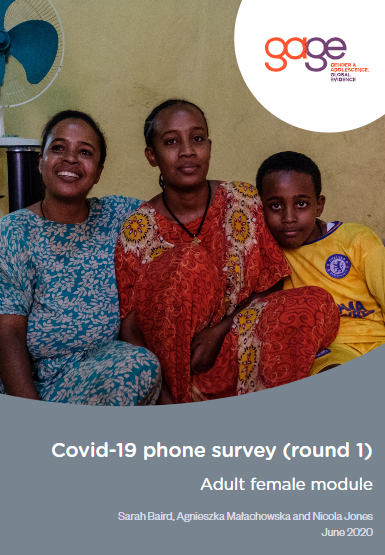 gage
GENDER &
ADOLESCENCE:
GLOBAL
EVIDENCE
Covid-19 phone survey (round 1)
Adult female module
Sarah Baird, Agnieszka Małachowska and Nicola Jones
June 2020